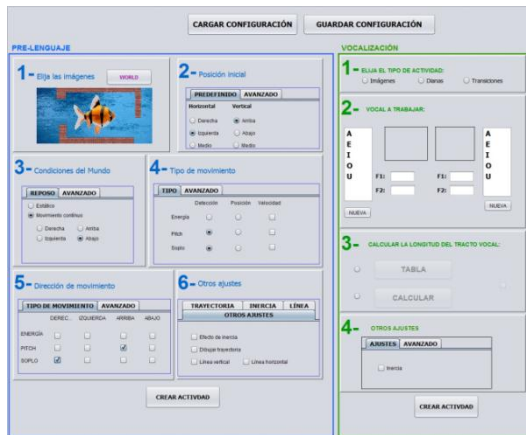 CARGAR CONFIGURACIÓN GUARDAR CONFIGURACIÓN
PRE-LENGUAJE
1- Elija las imágenes WORLD
2- Posición inicial
PREDEFINIDO AVANZADO
Horizontal Vertical
Derecha Arriba
Izquierda Abajo
Medio Medio
3- Condiciones del Mundo
REPOSO AVANZADO
Estático
Movimiento continuo
Derecha Arriba
Izquierda Abajo
4- Tipo de movimiento
TIPO AVANZADO
Detección Posición Velocidad
Energía
Pitch
Soplo
5- Dirección de movimiento
TIPO DE MOVIMIENTO AVANZADO
DEREC... IZQUIERDA ARRIBA ABAJO
ENERGÍA
PITCH
SOPLO
6- Otros ajustes
TRAYECTORIA INERCIA LÍNEA
OTROS AJUSTES
Efecto de inercia
Dibujar trayectoria
Línea vertical Línea horizontal
CREAR ACTIVDAD
VOCALIZACIÓN
1- ELIJA EL TIPO DE ACTIVIDAD:
Imágenes Dianas Transiciones
2- VOCAL A TRABAJAR:
A A
E E
I I
O O
U F1: F1: U
F2: F2:
NUEVA NUEVA
3- CALCULAR LA LONGITUD DEL TRACTO VOCAL:
TABLA
CALCULAR
4- OTROS AJUSTES
AJUSTES AVANZADO
Inercia
CREAR ACTIVDAD